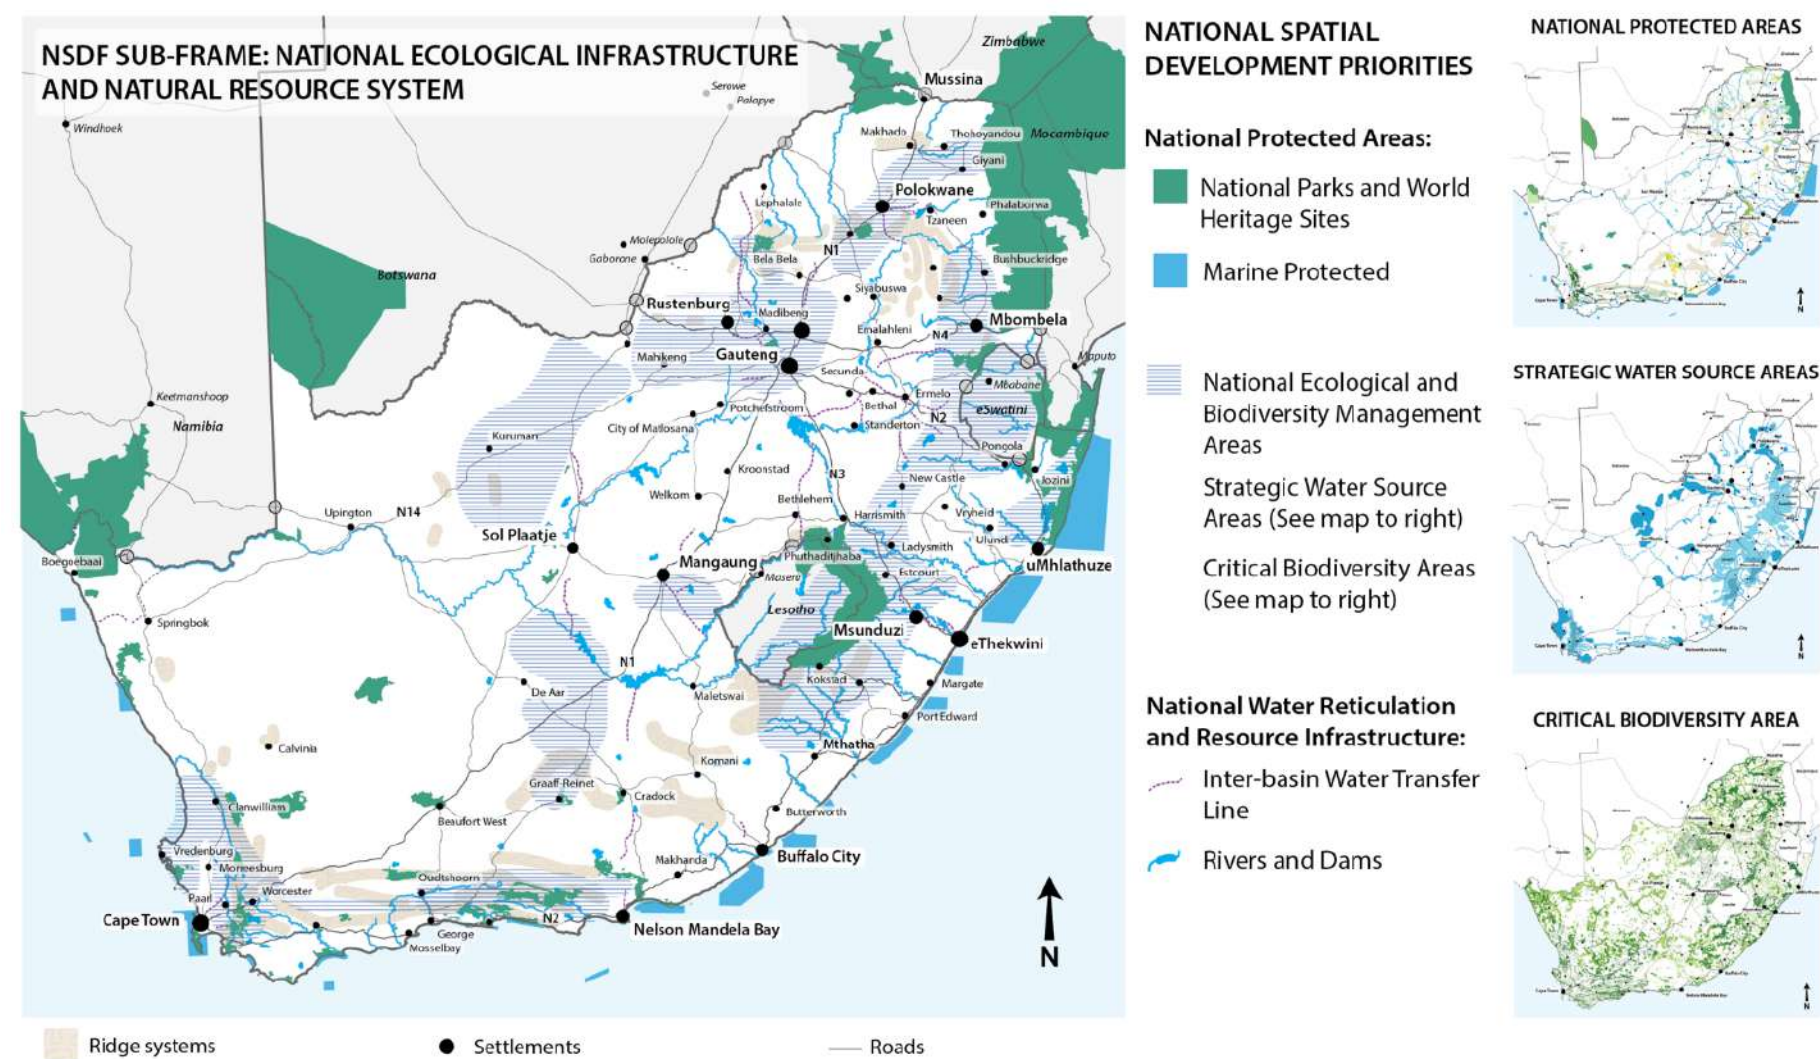 NSDF SUB-FRAME: NATIONAL ECOLOGICAL INFRASTRUCTURE
AND NATURAL RESOURCE SYSTEM
Zimbabwe
Mussina
Serowe
Palapye
Windhoek
Makhado
Thohoyandou
Mocambique
Giyani
Polokwane
Lephalale
Tzaneen
Phalaborwa
Molepolole
N1
Gaborone
Bela Bela
Bushbuckridge
Botswana
Siyabuswa
Rustenburg
Madibeng
Mbombela
Emalahleni
N4
Mahikeng
Gauteng
Maputo
Secunda
Mbabane
Keetmanshoop
Ermelo
Potchefstroom
Bethal
eSwatini
Namibia
N2
City of Matlosana
Standerton
Kuruman
Pongola
Kroonstad
N3
New Castle
Jozini
Welkom
Bethlehem
Upington
N14
Harrismith
Vryheid
Sol Plaatje
Ulundi
Ladysmith
Phuthaditjhaba
Boegoebaai
Mangaung
Maseru
Estcourt
uMhlathuze
Lesotho
Springbok
Msunduzi
eThekwini
N1
Kokstad
De Aar
Maletswai
Margate
Port Edward
Calvinia
Mthatha
Komani
Graaff-Reinet
Cradock
Clanwilliam
Beaufort West
Butterworth
Vredenburg
Makhanda
Buffalo City
Moreesburg
Oudtshoorn
Worcester
Paarl
Cape Town
N2
Nelson Mandela Bay
George
Mosselbay
N
Ridge systems
Settlements
Roads
NATIONAL SPATIAL
DEVELOPMENT PRIORITIES
National Protected Areas:
National Parks and World
Heritage Sites
Marine Protected
National Ecological and
Biodiversity Management
Areas
Strategic Water Source
Areas (See map to right)
Critical Biodiversity Areas
(See map to right)
National Water Reticulation
and Resource Infrastructure:
Inter-basin Water Transfer
Line
Rivers and Dams
NATIONAL PROTECTED AREAS
N
STRATEGIC WATER SOURCE AREAS
N
CRITICAL BIODIVERSITY AREA
N